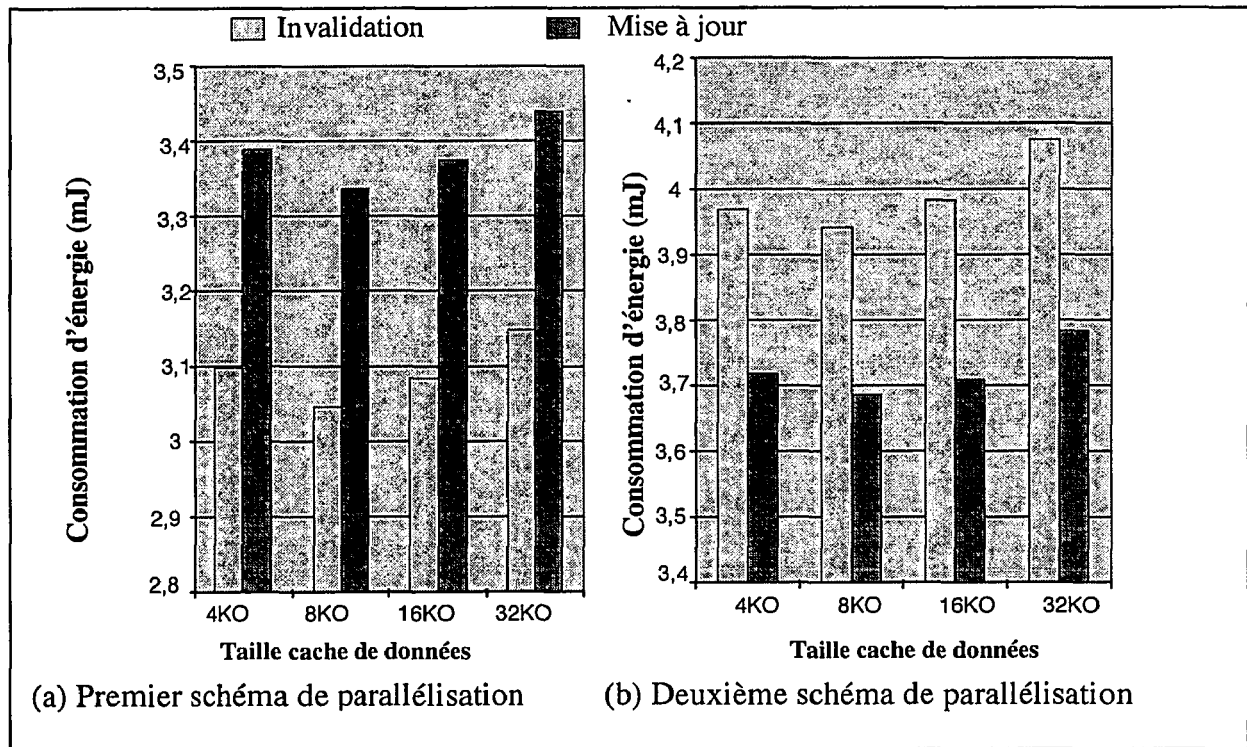 Invalidation Mise à jour
Consommation d'énergie (mJ)
3,5
3,4
3,3
3,2
3,1
3
2,9
2,8
4KO 8KO 16KO 32KO
Taille cache de données
(a) Premier schéma de parallélisation
Consommation d'énergie (mJ)
4,2
4,1
4
3,9
3,8
3,7
3,6
3,5
3,4
4KO 8KO 16KO 32KO
Taille cache de données
(b) Deuxième schéma de parallélisation